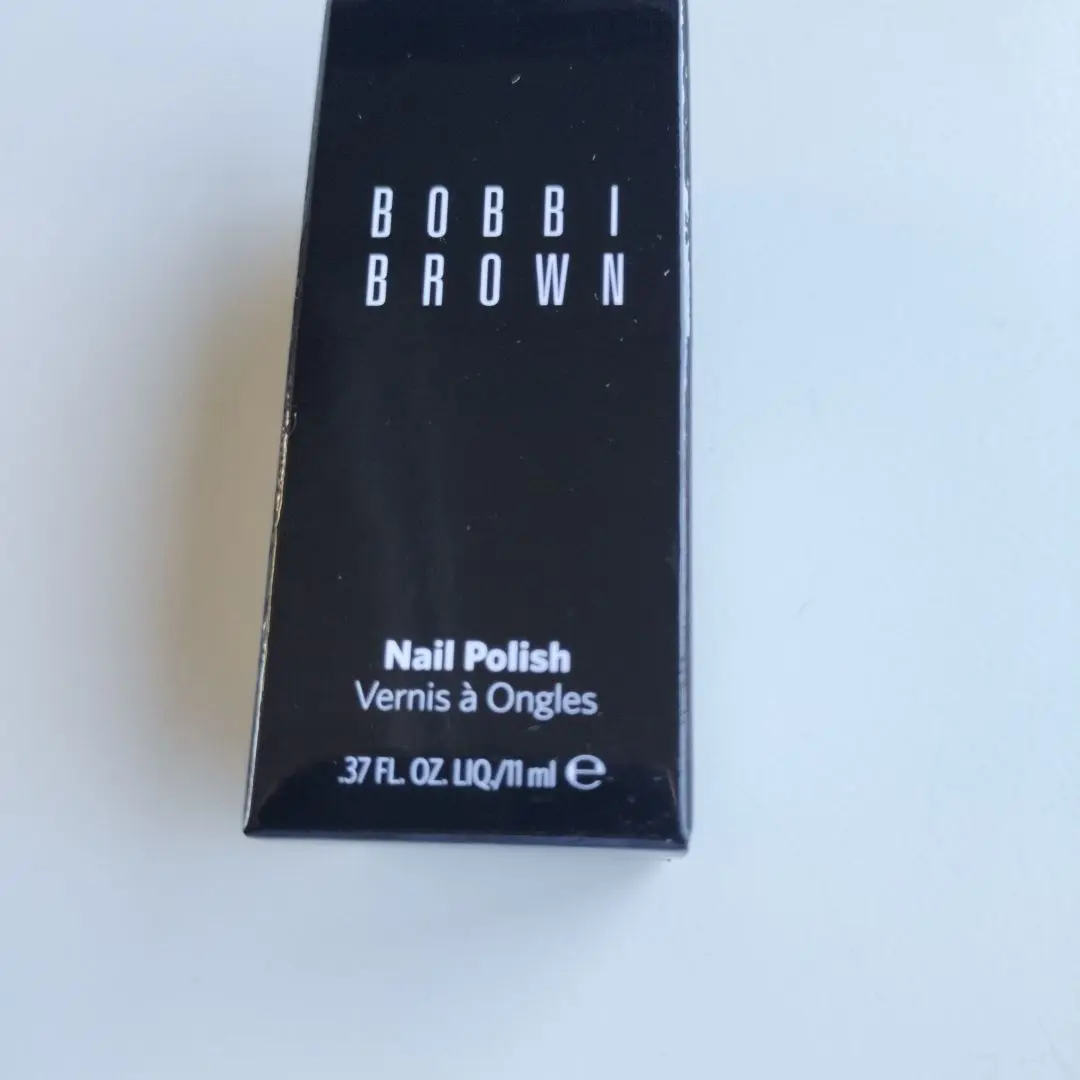 BOBBI
BROWN
Nail Polish
Vernis à Ongles
.37 FL. OZ. LIQ./11 ml ℮